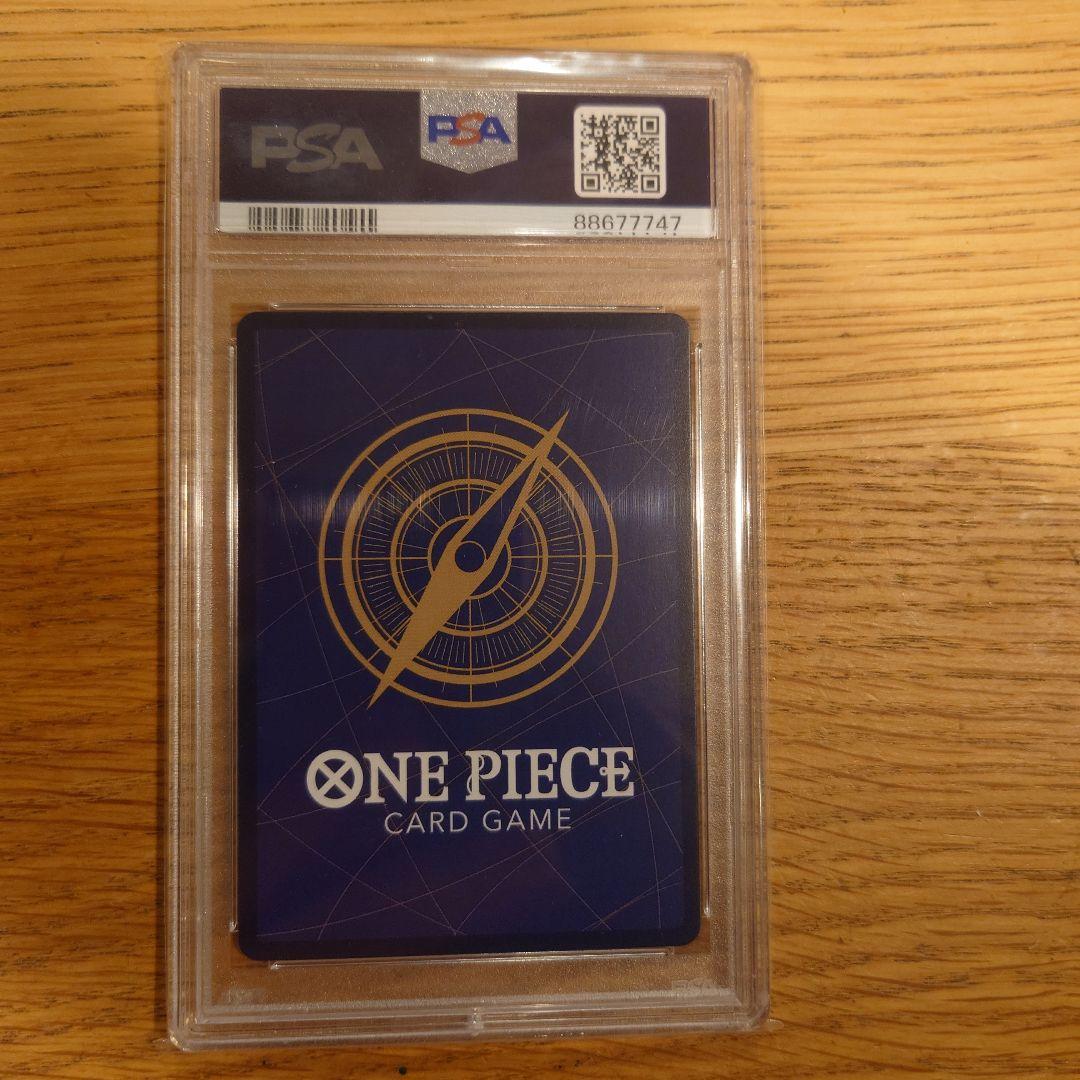 PSA
PSA
88677747
ONE PIECE
CARD GAME